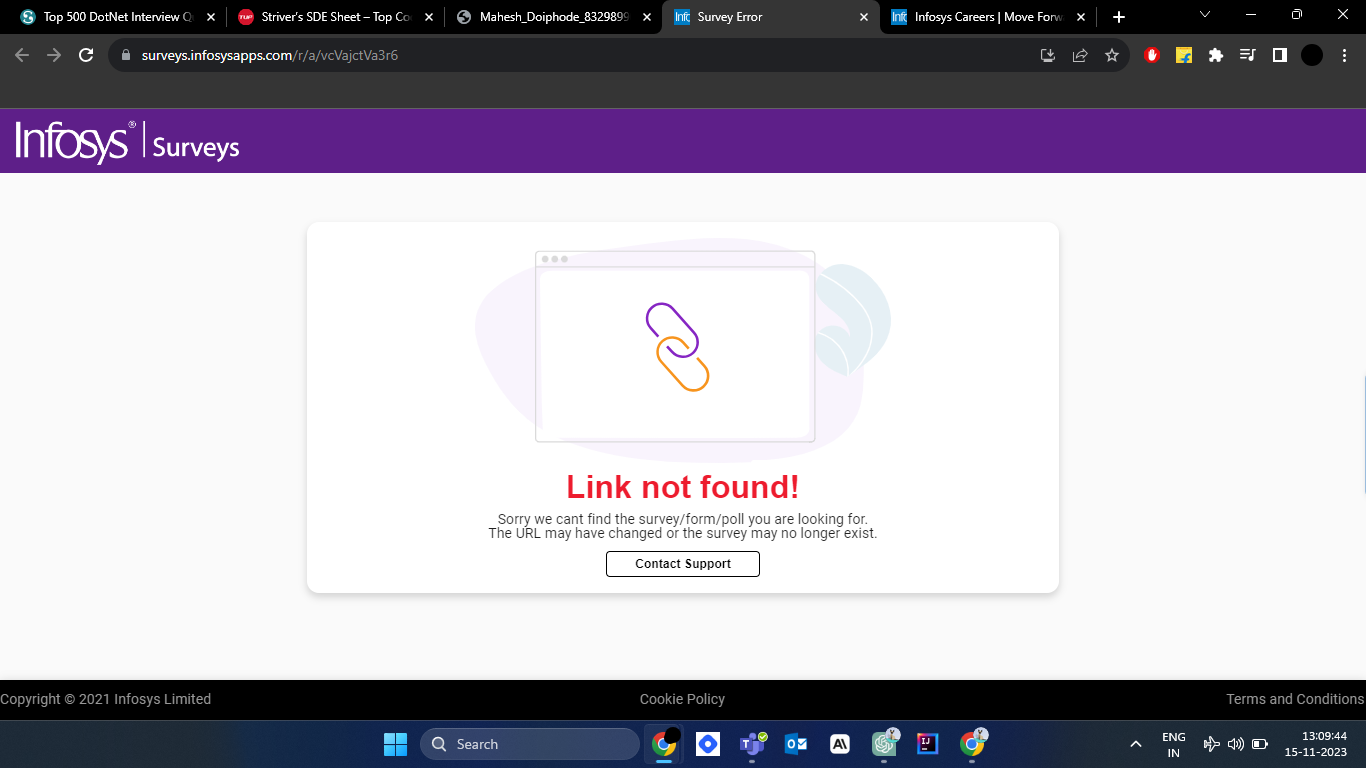 Top 500 DotNet Interview Q
Striver's SDE Sheet – Top Co
Mahesh_Doiphode_8329899
Infc
Survey Error
Infc
Infosys Careers | Move Forw
surveys.infosysapps.com/r/a/vcVajctVa3r6
Infosys® | Surveys
Link not found!
Sorry we cant find the survey/form/poll you are looking for.
The URL may have changed or the survey may no longer exist.
Contact Support
Copyright © 2021 Infosys Limited
Cookie Policy
Terms and Conditions
Search
ENG
IN
13:09:44
15-11-2023